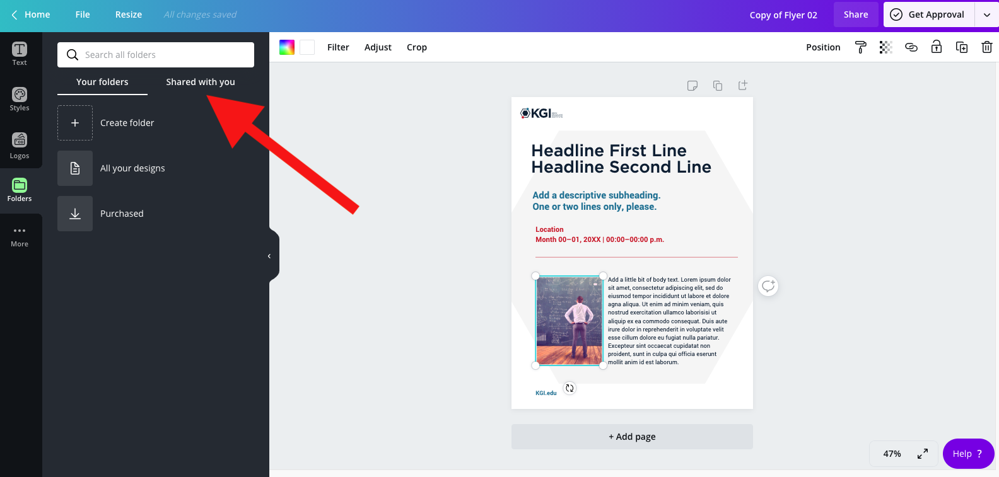 Home
File
Resize
All changes saved
Copy of Flyer 02
Share
Get Approval
Text
Styles
co
Logos
Folders
More
Search all folders
Your folders
Shared with you
Create folder
All your designs
Purchased
Filter
Adjust
Crop
Position
KGI
Headline First Line
Headline Second Line
Add a descriptive subheading.
One or two lines only, please.
Location
Month 00–01, 20XX | 00:00–00:00 p.m.
Add a little bit of body text. Lorem ipsum dolor
sit amet, consectetur adipiscing elit, sed do
eiusmod tempor incididunt ut labore et dolore
agna aliqua. Ut enim ad minim veniam, quis
nostrud exercitation ullamco laborisisi ut
aliquip ex ea commodo consequat. Duis aute
irure dolor in reprehenderit in voluptate velit
esse cillum dolore eu fugiat nulla pariatur.
Excepteur sint occaecat cupidatat non
proident, sunt in culpa qui officia eserunt
mollit anim id est laborum.
KGI.edu
+ Add page
47%
Help ?